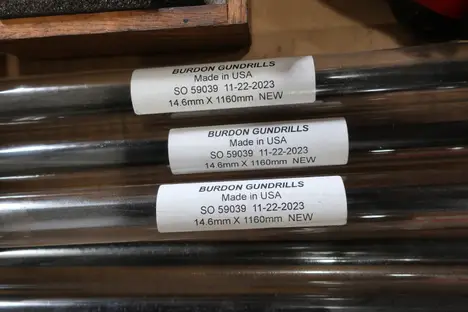 BURDON GUNDRILLS
Made in USA
SO 59039 11-22-2023
14.6mm X 1160mm NEW
BURDON GUNDRILLS
Made in USA
SO 59039 11-22-2023
14.6mm X 1160mm NEW
BURDON GUNDRILLS
Made in USA
SO 59039 11-22-2023
14.6mm X 1160mm NEW